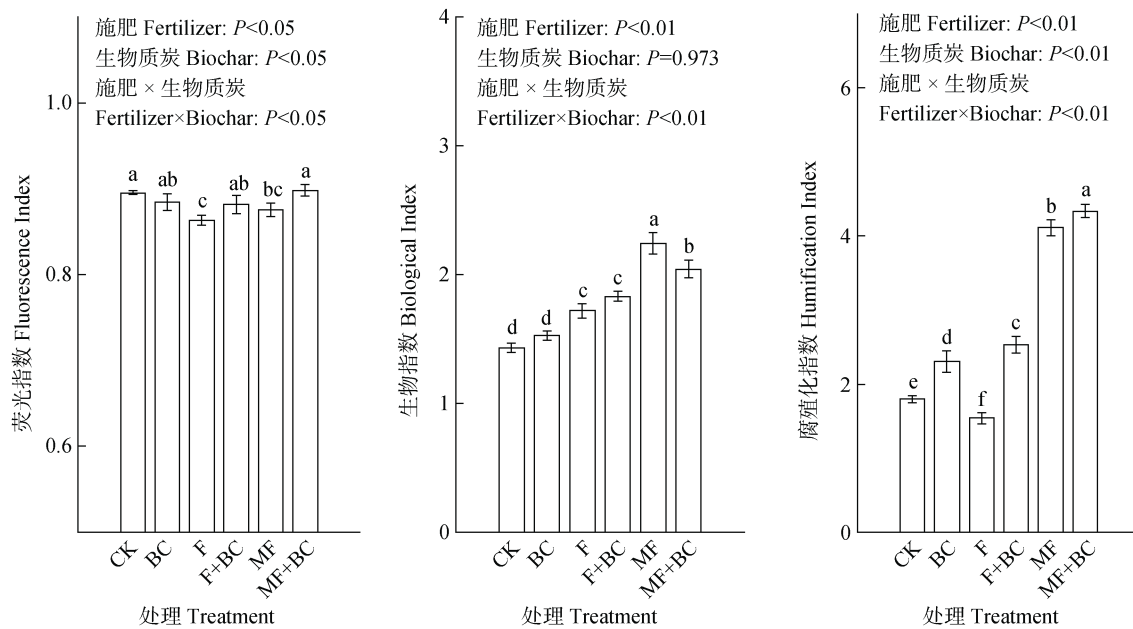 施肥 Fertilizer: P<0.05
生物质炭 Biochar: P<0.05
施肥 × 生物质炭
Fertilizer×Biochar: P<0.05
荧光指数 Fluorescence Index
1.0
0.8
0.6
a
ab
c
ab
bc
a
CK
BC
F
F+BC
MF
MF+BC
处理 Treatment
施肥 Fertilizer: P<0.01
生物质炭 Biochar: P=0.973
施肥 × 生物质炭
Fertilizer×Biochar: P<0.01
生物指数 Biological Index
4
3
2
1
0
d
d
c
c
a
b
CK
BC
F
F+BC
MF
MF+BC
处理 Treatment
施肥 Fertilizer: P<0.01
生物质炭 Biochar: P<0.01
施肥 × 生物质炭
Fertilizer×Biochar: P<0.01
腐殖化指数 Humification Index
6
4
2
0
e
d
f
c
b
a
CK
BC
F
F+BC
MF
MF+BC
处理 Treatment